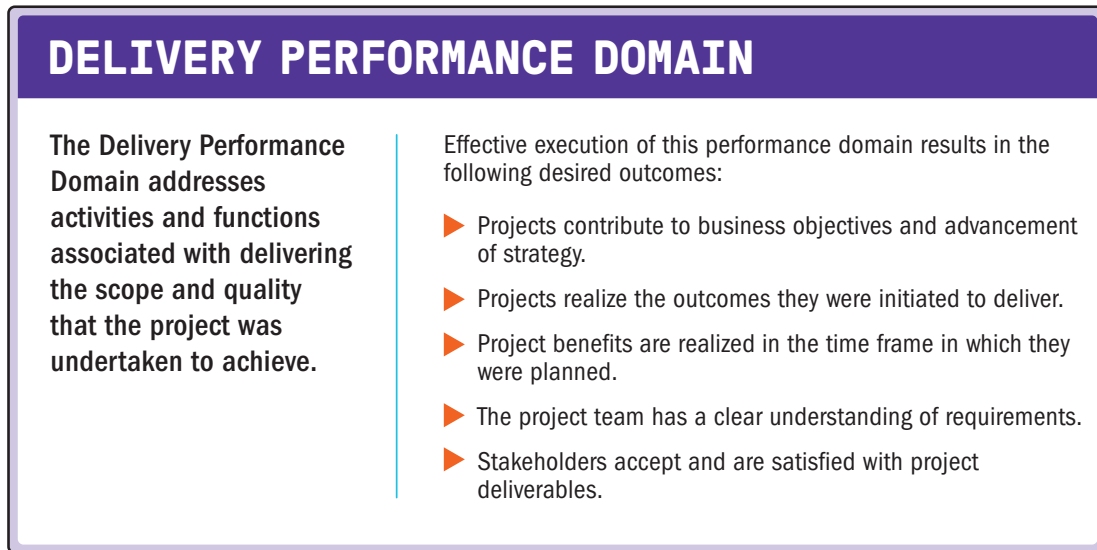 DELIVERY PERFORMANCE DOMAIN
The Delivery Performance
Domain addresses
activities and functions
associated with delivering
the scope and quality
that the project was
undertaken to achieve.
Effective execution of this performance domain results in the
following desired outcomes:
Projects contribute to business objectives and advancement
of strategy.
Projects realize the outcomes they were initiated to deliver.
Project benefits are realized in the time frame in which they
were planned.
The project team has a clear understanding of requirements.
Stakeholders accept and are satisfied with project
deliverables.